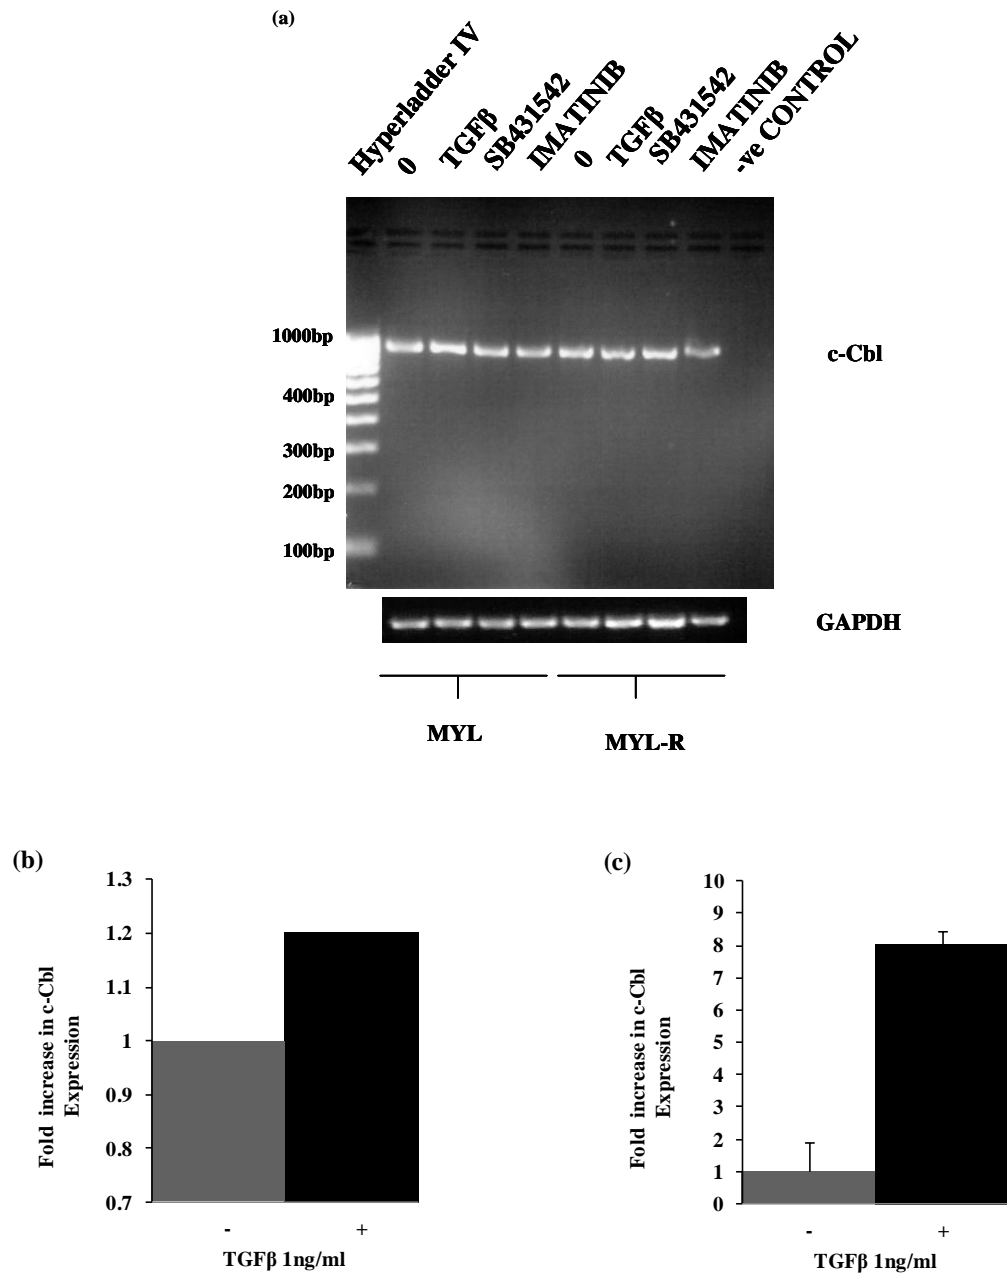 (a)
Hyperladder IV
0
TGFβ
SB431542
IMATINIB
0
TGFβ
SB431542
IMATINIB
-ve CONTROL
1000bp
c-Cbl
400bp
300bp
200bp
100bp
GAPDH
MYL
MYL-R
(b)
Fold increase in c-Cbl
Expression
1.3
1.2
1.1
1
0.9
0.8
0.7
-
+
TGFβ 1ng/ml
(c)
Fold increase in c-Cbl
Expression
10
9
8
7
6
5
4
3
2
1
0
-
+
TGFβ 1ng/ml